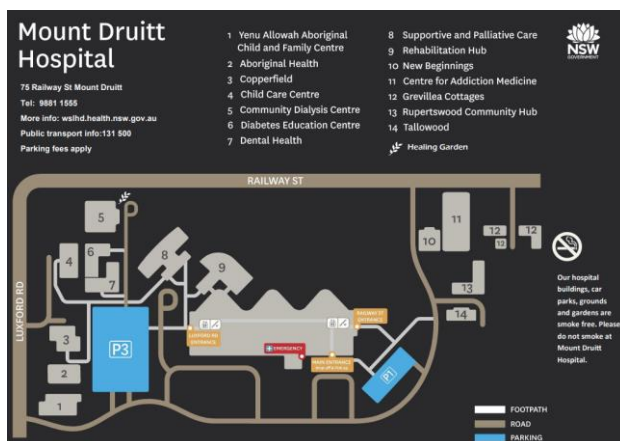 Mount Druitt
Hospital
75 Railway St Mount Druitt
Tel: 9881 1555
More info: wslhd.health.nsw.gov.au
Public transport info:131 500
Parking fees apply
1 Yenu Allowah Aboriginal
Child and Family Centre
2 Aboriginal Health
3 Copperfield
4 Child Care Centre
5 Community Dialysis Centre
6 Diabetes Education Centre
7 Dental Health
8 Supportive and Palliative Care
9 Rehabilitation Hub
10 New Beginnings
11 Centre for Addiction Medicine
12 Grevillea Cottages
13 Rupertswood Community Hub
14 Tallowood
Healing Garden
NSW
GOVERNMENT
RAILWAY ST
LUXFORD RD
5
4
6
7
8
9
10
11
12
12
13
13
14
3
2
1
P3
P1
LUXFORD RD
ENTRANCE
RAILWAY ST
ENTRANCE
EMERGENCY
MAIN ENTRANCE
Our hospital
buildings, car
parks, grounds
and gardens are
smoke free. Please
do not smoke at
Mount Druitt
Hospital.
FOOTPATH
ROAD
PARKING